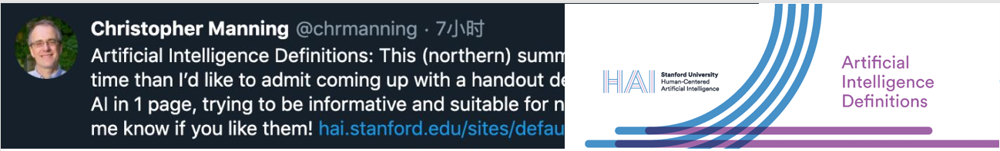 Christopher Manning @chrmanning · 7小时
Artificial Intelligence Definitions: This (northern) summ
time than I'd like to admit coming up with a handout de
AI in 1 page, trying to be informative and suitable for n
me know if you like them! hai.stanford.edu/sites/defau
HAI
Stanford University
Human-Centered
Artificial Intelligence
Artificial
Intelligence
Definitions